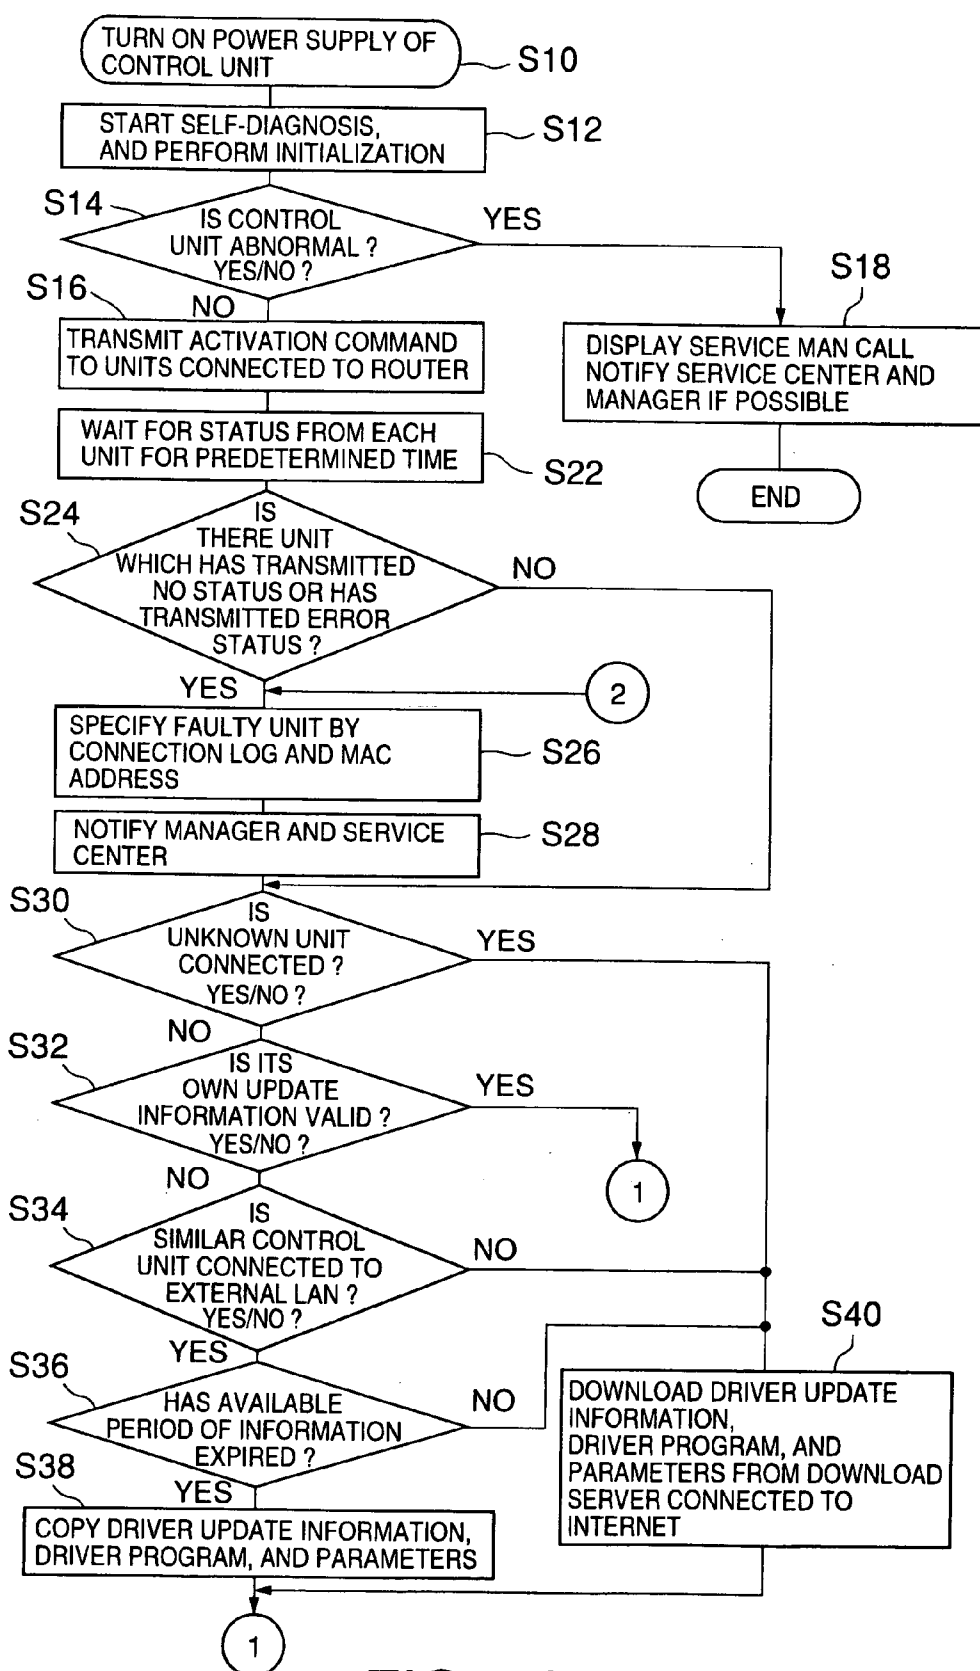 TURN ON POWER SUPPLY OF
CONTROL UNIT
S10
START SELF-DIAGNOSIS,
AND PERFORM INITIALIZATION
S12
S14
IS CONTROL
UNIT ABNORMAL ?
YES/NO ?
YES
NO
S16
TRANSMIT ACTIVATION COMMAND
TO UNITS CONNECTED TO ROUTER
S18
DISPLAY SERVICE MAN CALL
NOTIFY SERVICE CENTER AND
MANAGER IF POSSIBLE
END
WAIT FOR STATUS FROM EACH
UNIT FOR PREDETERMINED TIME
S22
S24
IS
THERE UNIT
WHICH HAS TRANSMITTED
NO STATUS OR HAS
TRANSMITTED ERROR
STATUS ?
NO
YES
2
SPECIFY FAULTY UNIT BY
CONNECTION LOG AND MAC
ADDRESS
S26
NOTIFY MANAGER AND SERVICE
CENTER
S28
S30
IS
UNKNOWN UNIT
CONNECTED ?
YES/NO ?
YES
NO
S32
IS ITS
OWN UPDATE
INFORMATION VALID ?
YES/NO ?
YES
1
NO
S34
IS
SIMILAR CONTROL
UNIT CONNECTED TO
EXTERNAL LAN ?
YES/NO ?
NO
YES
S36
HAS AVAILABLE
PERIOD OF INFORMATION
EXPIRED ?
NO
YES
S38
COPY DRIVER UPDATE INFORMATION,
DRIVER PROGRAM, AND PARAMETERS
S40
DOWNLOAD DRIVER UPDATE
INFORMATION,
DRIVER PROGRAM, AND
PARAMETERS FROM DOWNLOAD
SERVER CONNECTED TO
INTERNET
1